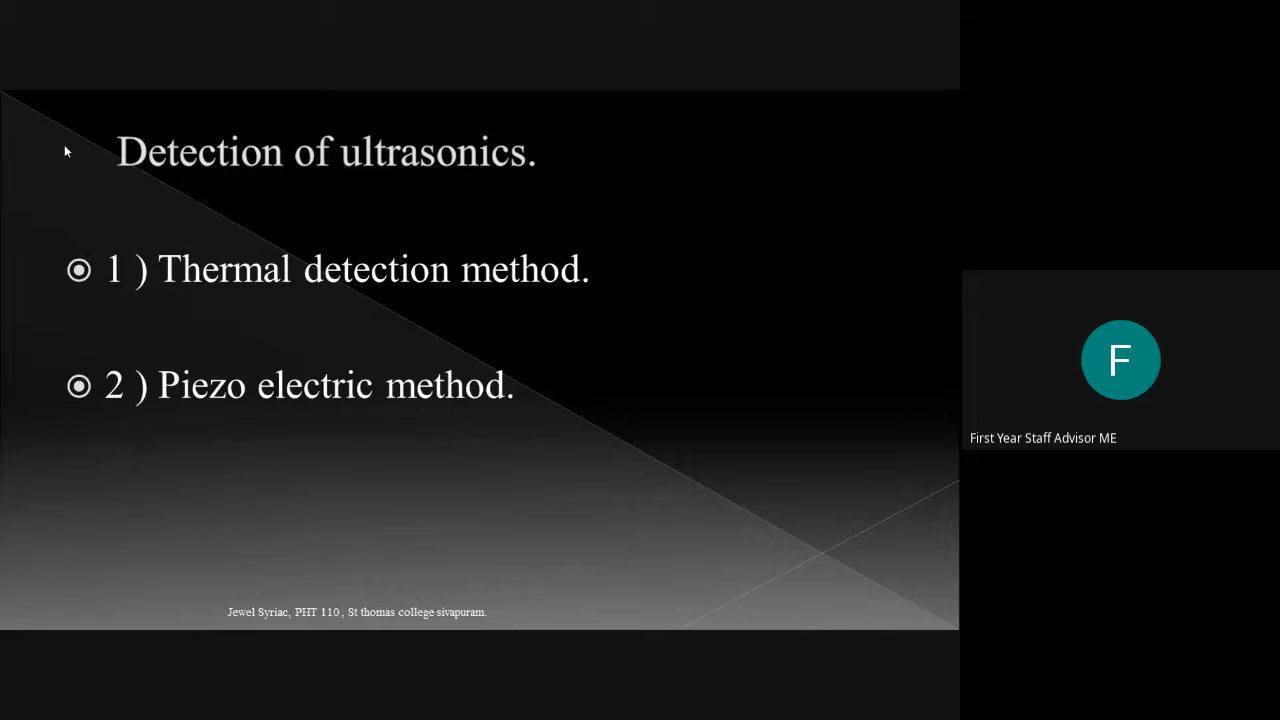 Detection of ultrasonics.
1 ) Thermal detection method.
2 ) Piezo electric method.
Jewel Syriac, PHT 110 , St thomas college sivapuram.
F
First Year Staff Advisor ME